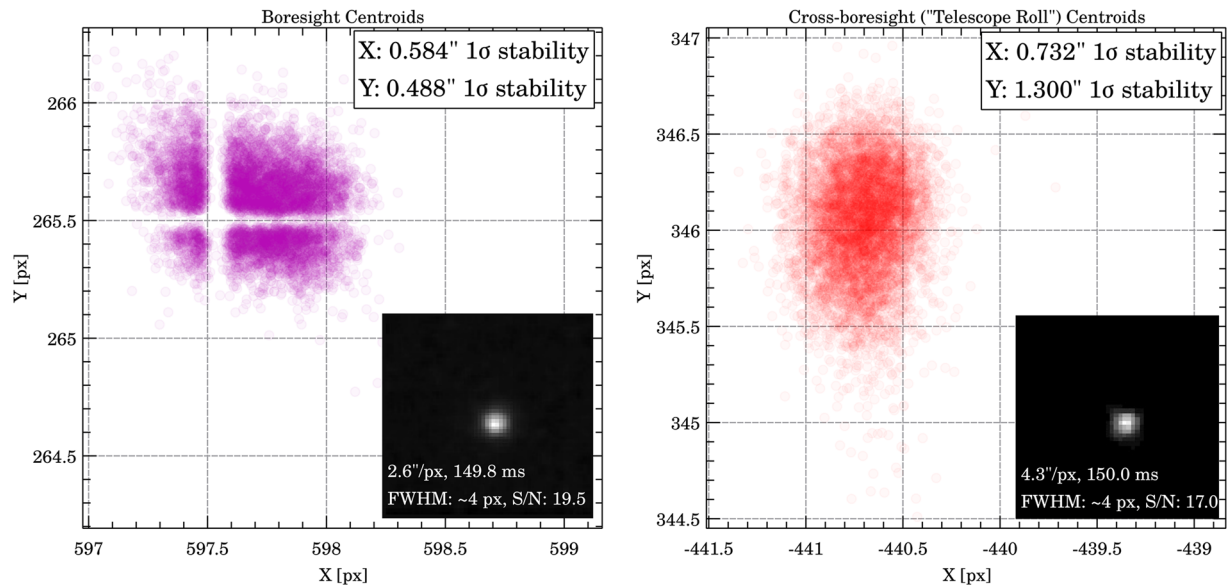 Boresight Centroids
X: 0.584" 1σ stability
Y: 0.488" 1σ stability
266
265.5
265
264.5
Y [px]
2.6"/px, 149.8 ms
FWHM: ~4 px, S/N: 19.5
597
597.5
598
598.5
599
X [px]
Cross-boresight ("Telescope Roll") Centroids
X: 0.732" 1σ stability
Y: 1.300" 1σ stability
347
346.5
346
345.5
345
344.5
Y [px]
4.3"/px, 150.0 ms
FWHM: ~4 px, S/N: 17.0
-441.5
-441
-440.5
-440
-439.5
-439
X [px]